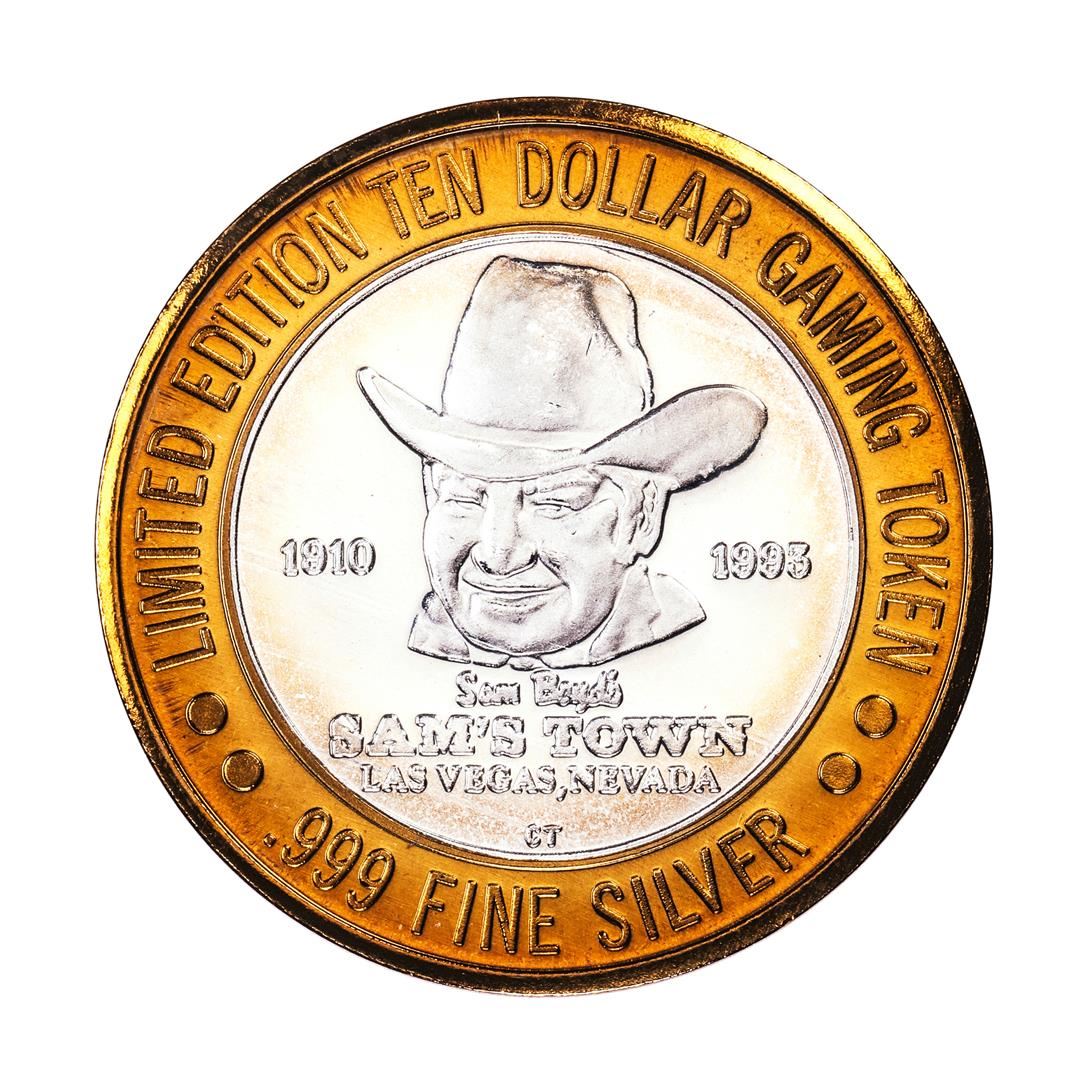 LIMITED EDITION TEN DOLLAR GAMING TOKEN
1910
1993
Sam Boyd's
SAM'S TOWN
LAS VEGAS, NEVADA
CT
.999 FINE SILVER